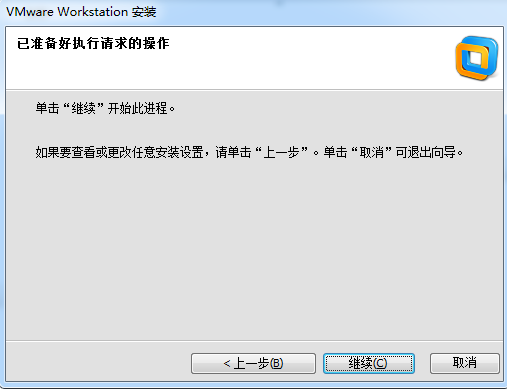 VMware Workstation 安装
已准备好执行请求的操作
单击“继续”开始此进程。
如果要查看或更改任意安装设置，请单击“上一步”。单击“取消”可退出向导。
< 上一步(B)
继续(C)
取消